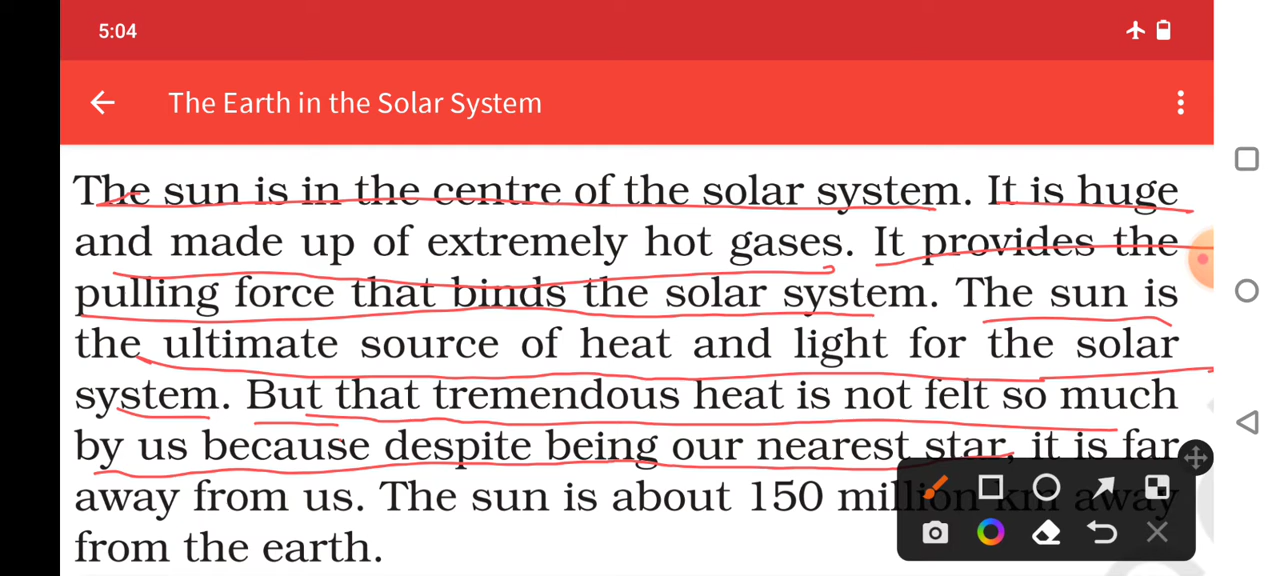 5:04
The Earth in the Solar System
The sun is in the centre of the solar system. It is huge
and made up of extremely hot gases. It provides the
pulling force that binds the solar system. The sun is
the ultimate source of heat and light for the solar
system. But that tremendous heat is not felt so much
by us because despite being our nearest star, it is far
away from us. The sun is about 150 million km away
from the earth.